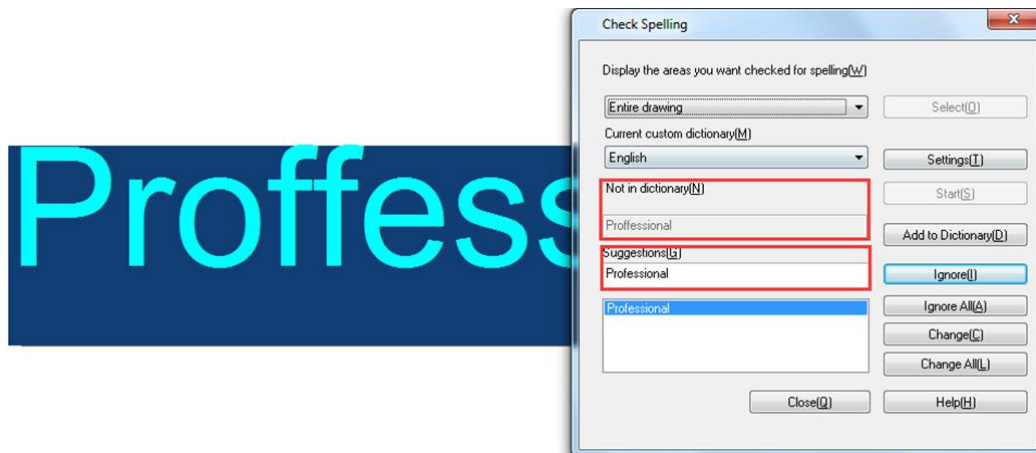 Proffess
Check Spelling
Display the areas you want checked for spelling(W)
Entire drawing
Select(O)
Current custom dictionary(M)
English
Settings(T)
Not in dictionary(N)
Start(S)
Proffessional
Add to Dictionary(D)
Suggestions(G)
Professional
Ignore(I)
Professional
Ignore All(A)
Change(C)
Change All(L)
Close(Q)
Help(H)